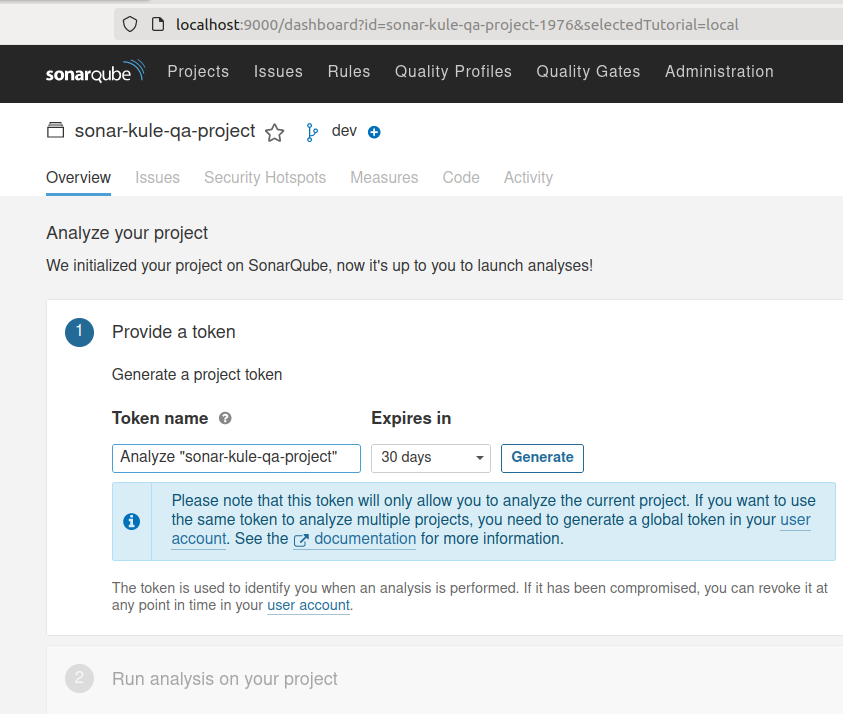 localhost:9000/dashboard?id=sonar-kule-qa-project-1976&selectedTutorial=local
sonarqube Projects Issues Rules Quality Profiles Quality Gates Administration
sonar-kule-qa-project dev
Overview Issues Security Hotspots Measures Code Activity
Analyze your project
We initialized your project on SonarQube, now it's up to you to launch analyses!
1 Provide a token
Generate a project token
Token name ? Expires in
Analyze "sonar-kule-qa-project" 30 days Generate
Please note that this token will only allow you to analyze the current project. If you want to use
the same token to analyze multiple projects, you need to generate a global token in your user
account. See the documentation for more information.
The token is used to identify you when an analysis is performed. If it has been compromised, you can revoke it at
any point in time in your user account.
2 Run analysis on your project